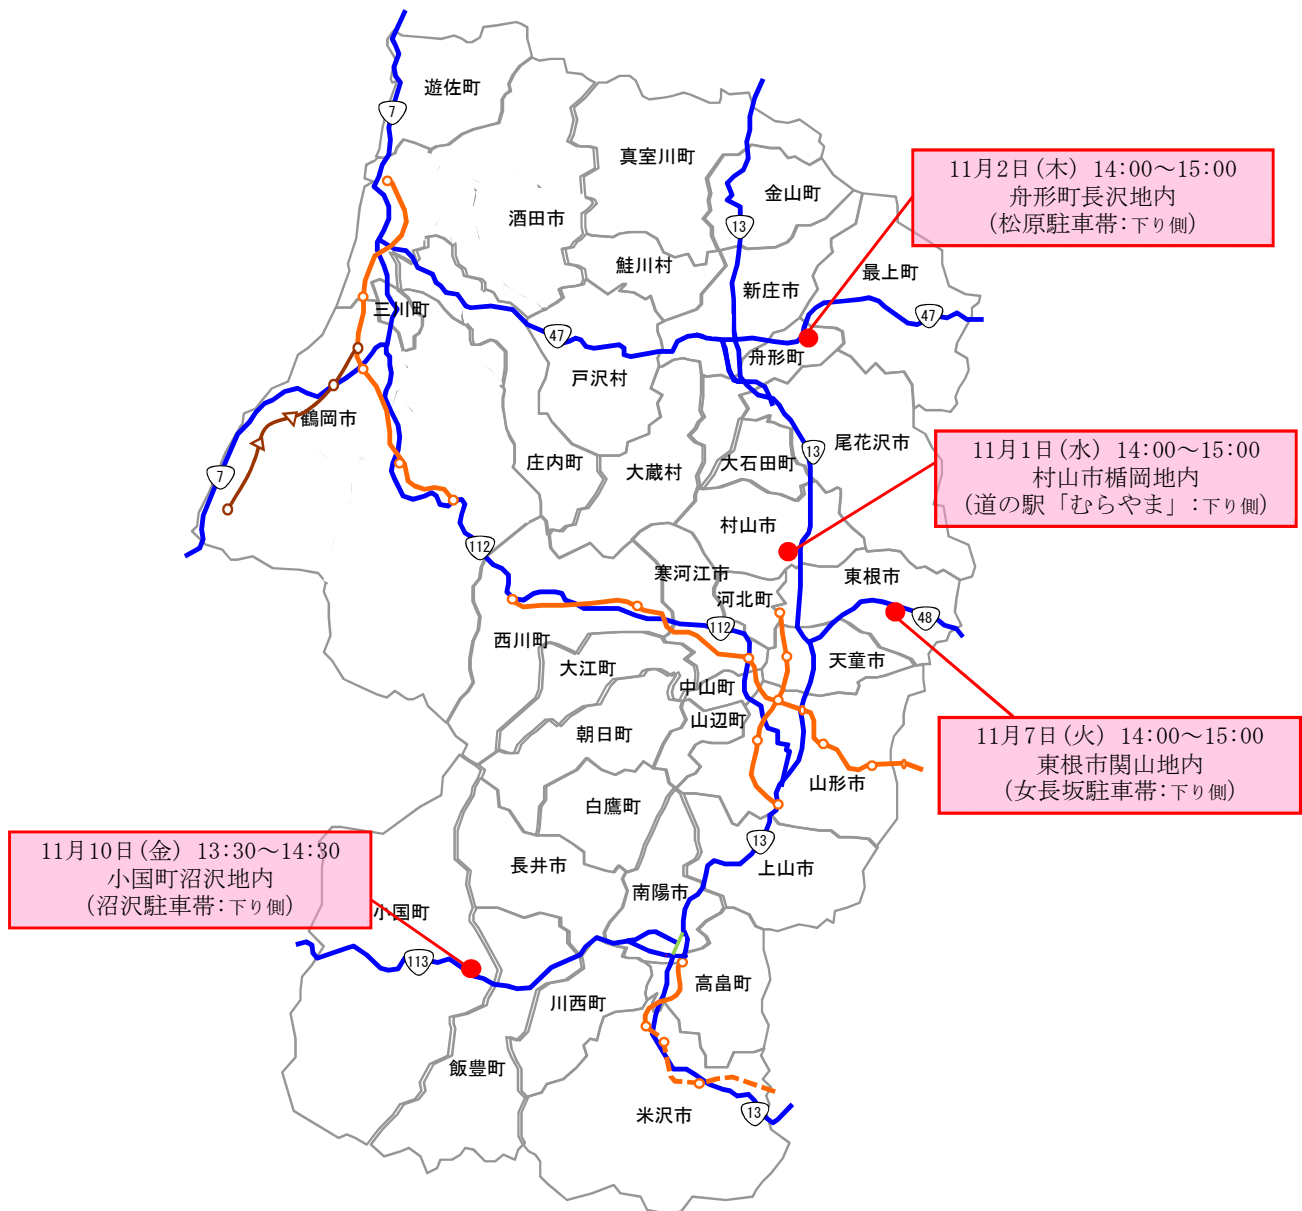 遊佐町
7
真室川町
金山町
11月2日(木) 14:00～15:00
舟形町長沢地内
(松原駐車帯:下り側)
酒田市
13
鮭川村
新庄市
最上町
三川町
47
47
舟形町
戸沢村
鶴岡市
7
庄内町
大蔵村
大石田町
13
尾花沢市
11月1日(水) 14:00～15:00
村山市楯岡地内
(道の駅「むらやま」:下り側)
村山市
112
寒河江市
河北町
東根市
48
112
西川町
大江町
中山町
天童市
山辺町
朝日町
11月7日(火) 14:00～15:00
東根市関山地内
(女長坂駐車帯:下り側)
山形市
白鷹町
13
上山市
11月10日(金) 13:30～14:30
小国町沼沢地内
(沼沢駐車帯:下り側)
長井市
南陽市
小国町
113
高畠町
川西町
飯豊町
米沢市
13